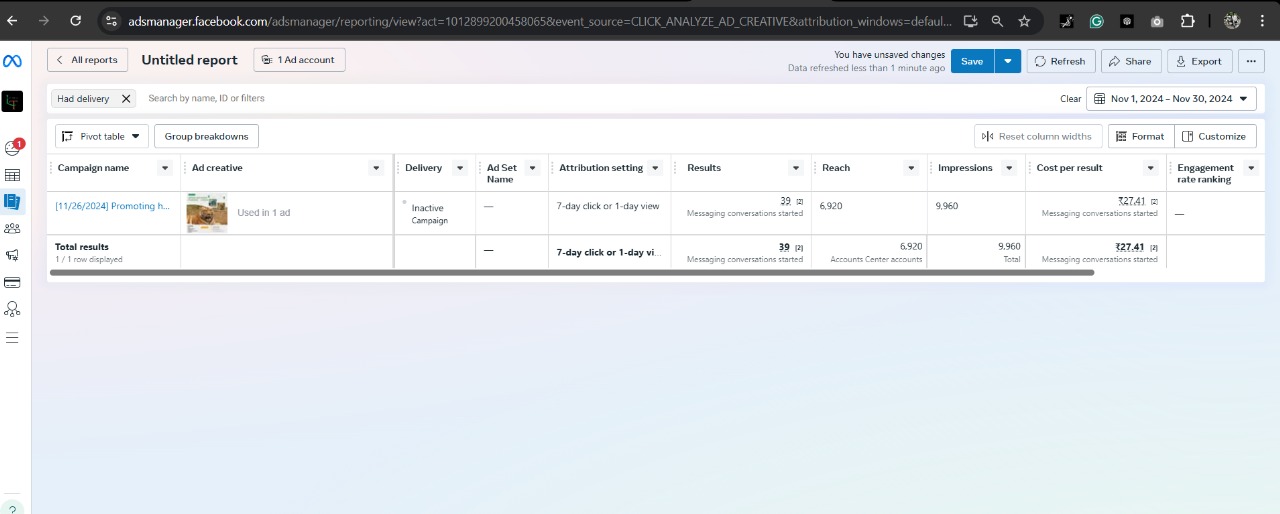 adsmanager.facebook.com/adsmanager/reporting/view?act=1012899200458065&event_source=CLICK_ANALYZE_AD_CREATIVE&attribution_windows=defaul...
All reports
Untitled report
1 Ad account
You have unsaved changes
Data refreshed less than 1 minute ago
Save
Refresh
Share
Export
Had delivery
Search by name, ID or filters
Clear
Nov 1, 2024 – Nov 30, 2024
Pivot table
Group breakdowns
Reset column widths
Format
Customize
1
Campaign name
Ad creative
Delivery
Ad Set
Name
Attribution setting
Results
Reach
Impressions
Cost per result
Engagement
rate ranking
[11/26/2024] Promoting h...
Used in 1 ad
Inactive
Campaign
—
7-day click or 1-day view
39 [2]
Messaging conversations started
6,920
9,960
₹27.41 [2]
Messaging conversations started
—
Total results
1 / 1 row displayed
—
7-day click or 1-day vi...
39 [2]
Messaging conversations started
6,920
Accounts Center accounts
9,960
Total
₹27.41 [2]
Messaging conversations started
?